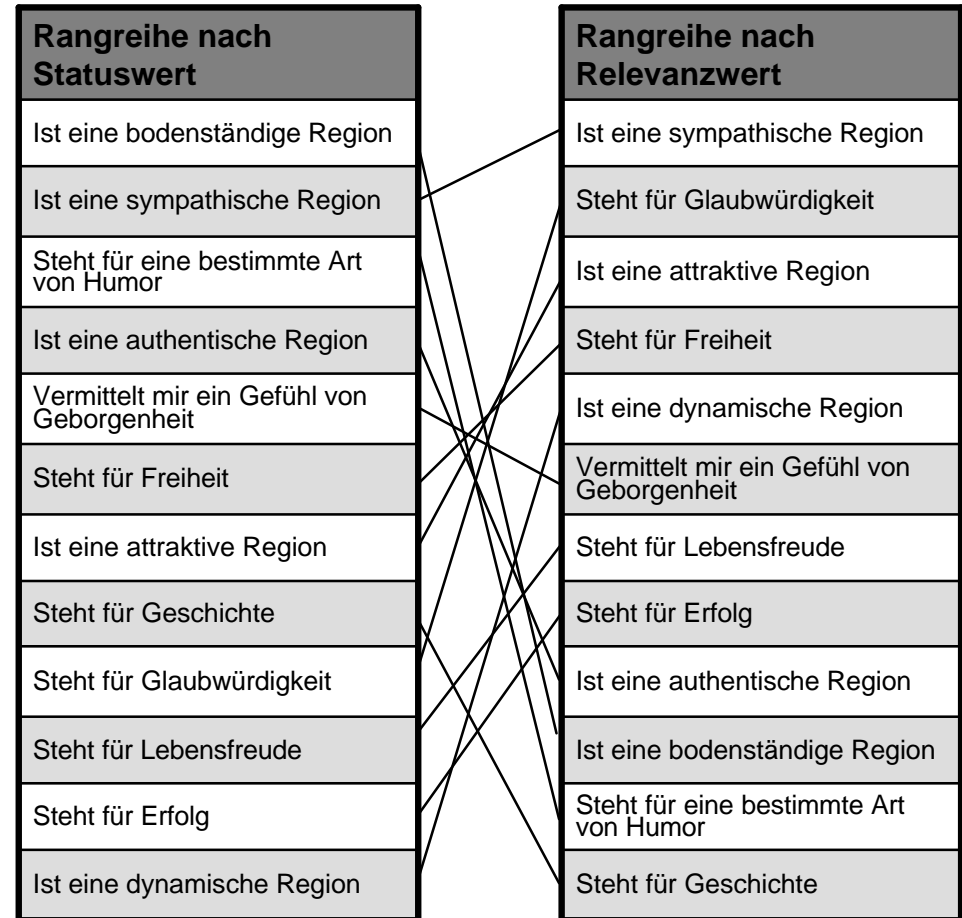 Rangreihe nach
Statuswert
Ist eine bodenständige Region
Ist eine sympathische Region
Steht für eine bestimmte Art
von Humor
Ist eine authentische Region
Vermittelt mir ein Gefühl von
Geborgenheit
Steht für Freiheit
Ist eine attraktive Region
Steht für Geschichte
Steht für Glaubwürdigkeit
Steht für Lebensfreude
Steht für Erfolg
Ist eine dynamische Region
Rangreihe nach
Relevanzwert
Ist eine sympathische Region
Steht für Glaubwürdigkeit
Ist eine attraktive Region
Steht für Freiheit
Ist eine dynamische Region
Vermittelt mir ein Gefühl von
Geborgenheit
Steht für Lebensfreude
Steht für Erfolg
Ist eine authentische Region
Ist eine bodenständige Region
Steht für eine bestimmte Art
von Humor
Steht für Geschichte